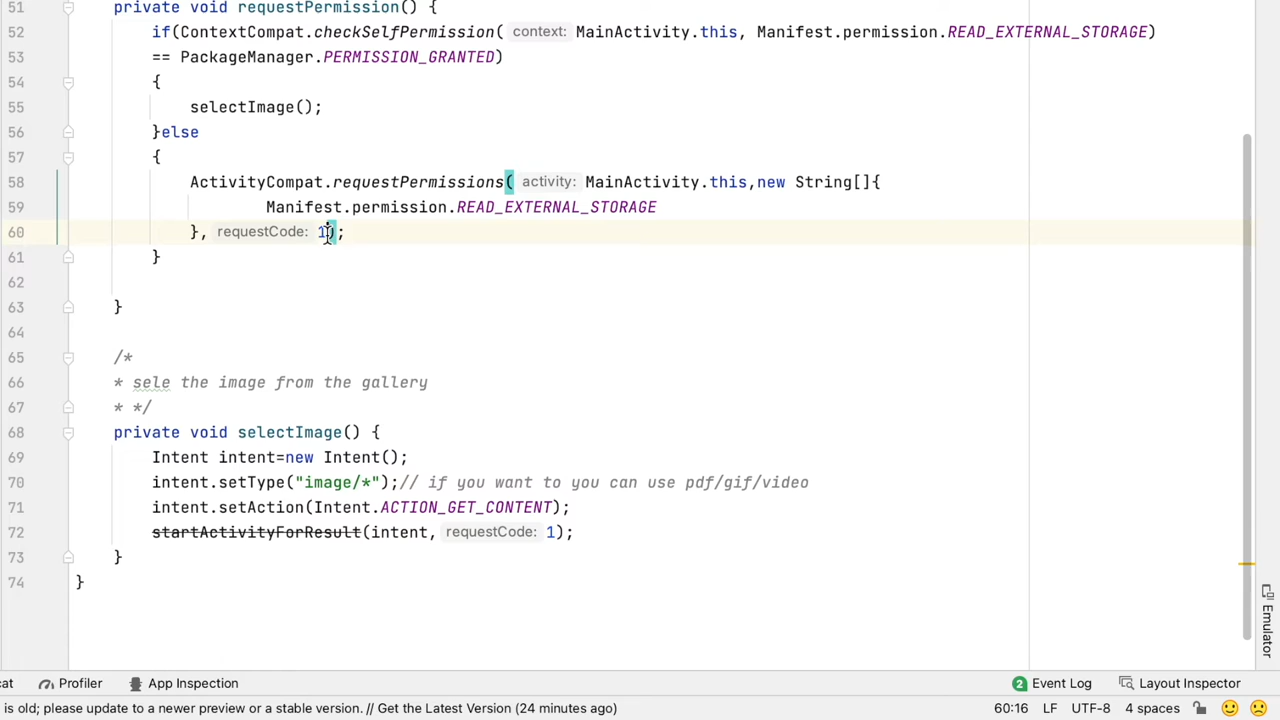 51 private void requestPermission() {
52 if(ContextCompat.checkSelfPermission( context: MainActivity.this, Manifest.permission.READ_EXTERNAL_STORAGE)
53 == PackageManager.PERMISSION_GRANTED)
54 {
55 selectImage();
56 }else
57 {
58 ActivityCompat.requestPermissions( activity: MainActivity.this,new String[]{
59 Manifest.permission.READ_EXTERNAL_STORAGE
60 }, requestCode: 1);
61 }
62
63 }
64
65 /*
66 * sele the image from the gallery
67 * */
68 private void selectImage() {
69 Intent intent=new Intent();
70 intent.setType("image/*");// if you want to you can use pdf/gif/video
71 intent.setAction(Intent.ACTION_GET_CONTENT);
72 startActivityForResult(intent, requestCode: 1);
73 }
74 }
Emulator
cat Profiler App Inspection 2 Event Log Layout Inspector
is old; please update to a newer preview or a stable version. // Get the Latest Version (24 minutes ago) 60:16 LF UTF-8 4 spaces